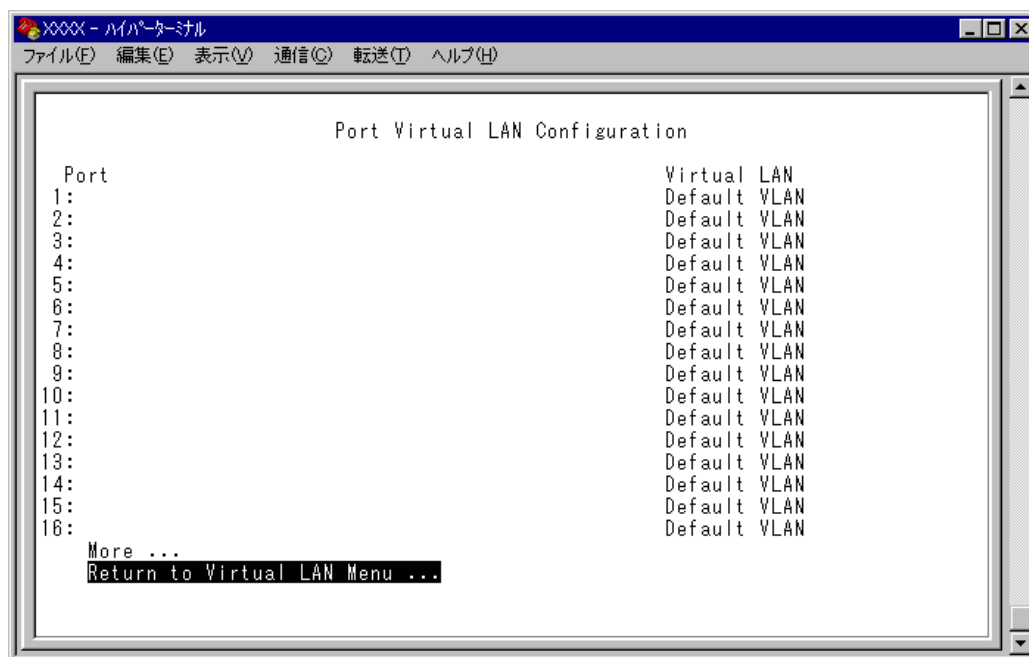 XXXX - ハイパーターミナル
ファイル(F) 編集(E) 表示(V) 通信(C) 転送(T) ヘルプ(H)
Port Virtual LAN Configuration
Port Virtual LAN
1: Default VLAN
2: Default VLAN
3: Default VLAN
4: Default VLAN
5: Default VLAN
6: Default VLAN
7: Default VLAN
8: Default VLAN
9: Default VLAN
10: Default VLAN
11: Default VLAN
12: Default VLAN
13: Default VLAN
14: Default VLAN
15: Default VLAN
16: Default VLAN
More ...
Return to Virtual LAN Menu ...